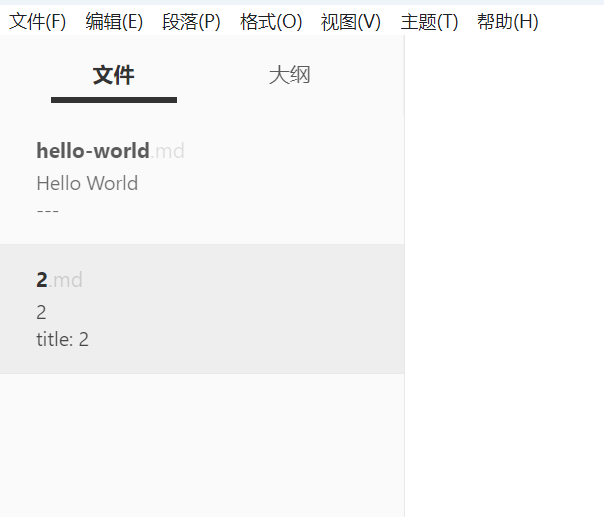 文件(F) 编辑(E) 段落(P) 格式(O) 视图(V) 主题(T) 帮助(H)
文件 大纲
hello-world.md
Hello World
---
2.md
2
title: 2